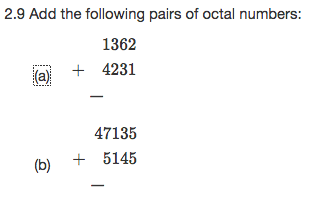 2.9 Add the following pairs of octal numbers:
1362
(a) + 4231
47135
(b) + 5145